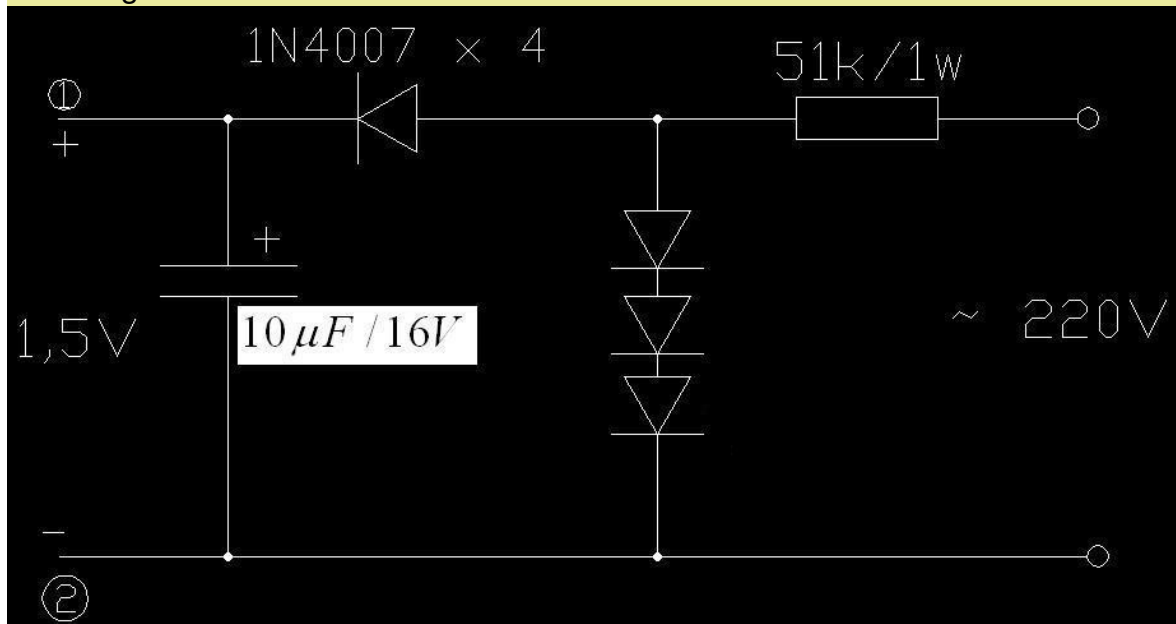 1N4007 x 4
51k/1w
①
+
+
1,5V
10μF/16V
~ 220V
-
②